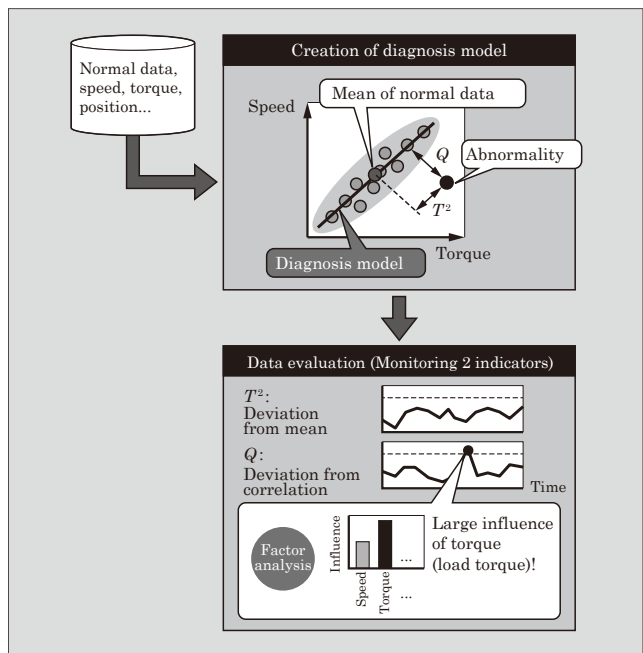 Creation of diagnosis model
Normal data,
speed, torque,
position...
Mean of normal data
Speed
Q
Abnormality
T²
Diagnosis model
Torque
Data evaluation (Monitoring 2 indicators)
T²:
Deviation
from mean
Q:
Deviation from
correlation
Time
Factor
analysis
Influence
Speed
Torque
...
...
Large influence
of torque
(load torque)!